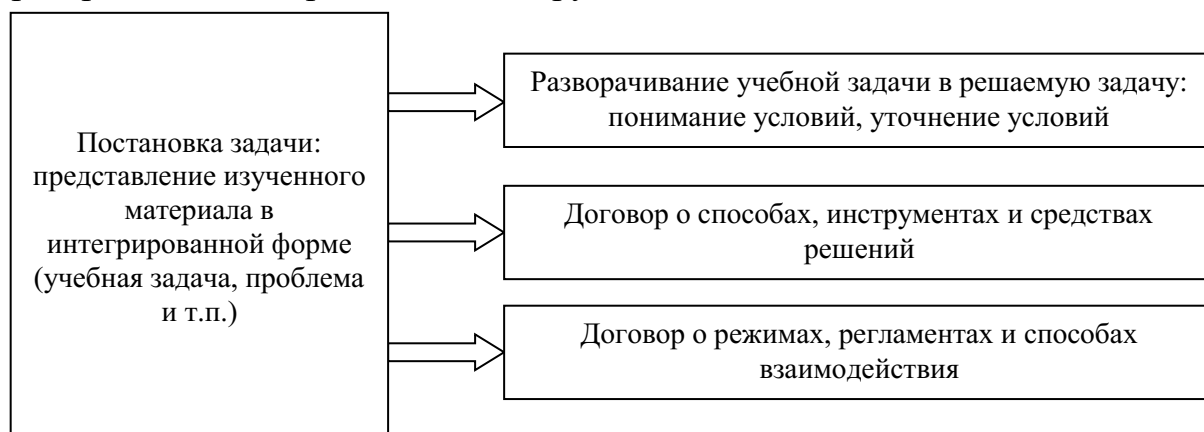 Постановка задачи:
представление изученного
материала в
интегрированной форме
(учебная задача, проблема
и т.п.)
Разворачивание учебной задачи в решаемую задачу:
понимание условий, уточнение условий
Договор о способах, инструментах и средствах
решений
Договор о режимах, регламентах и способах
взаимодействия